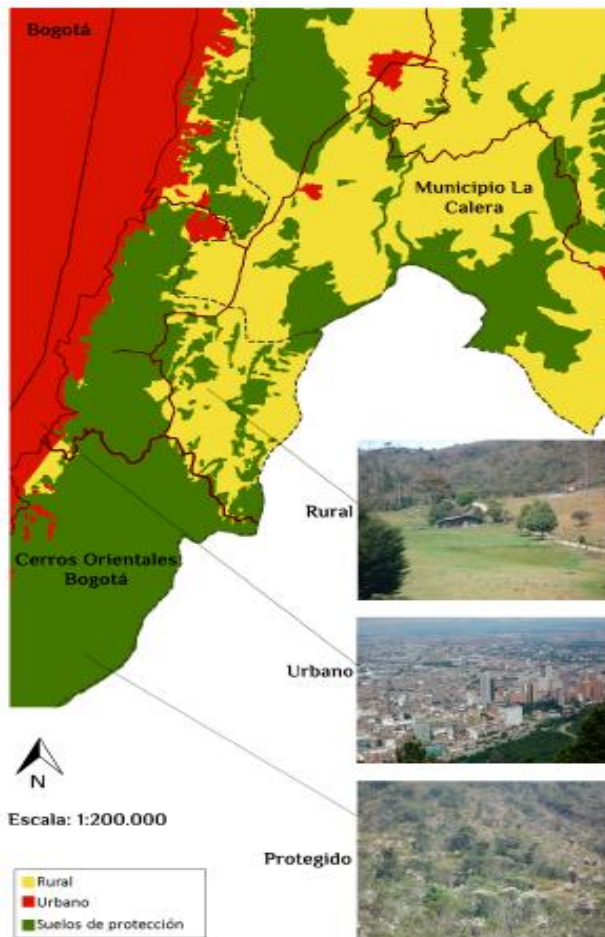 Bogotá
Municipio La
Calera
Rural
Cerros Orientales
Bogotá
Urbano
N
Escala: 1:200.000
Protegido
Rural
Urbano
Suelos de protección